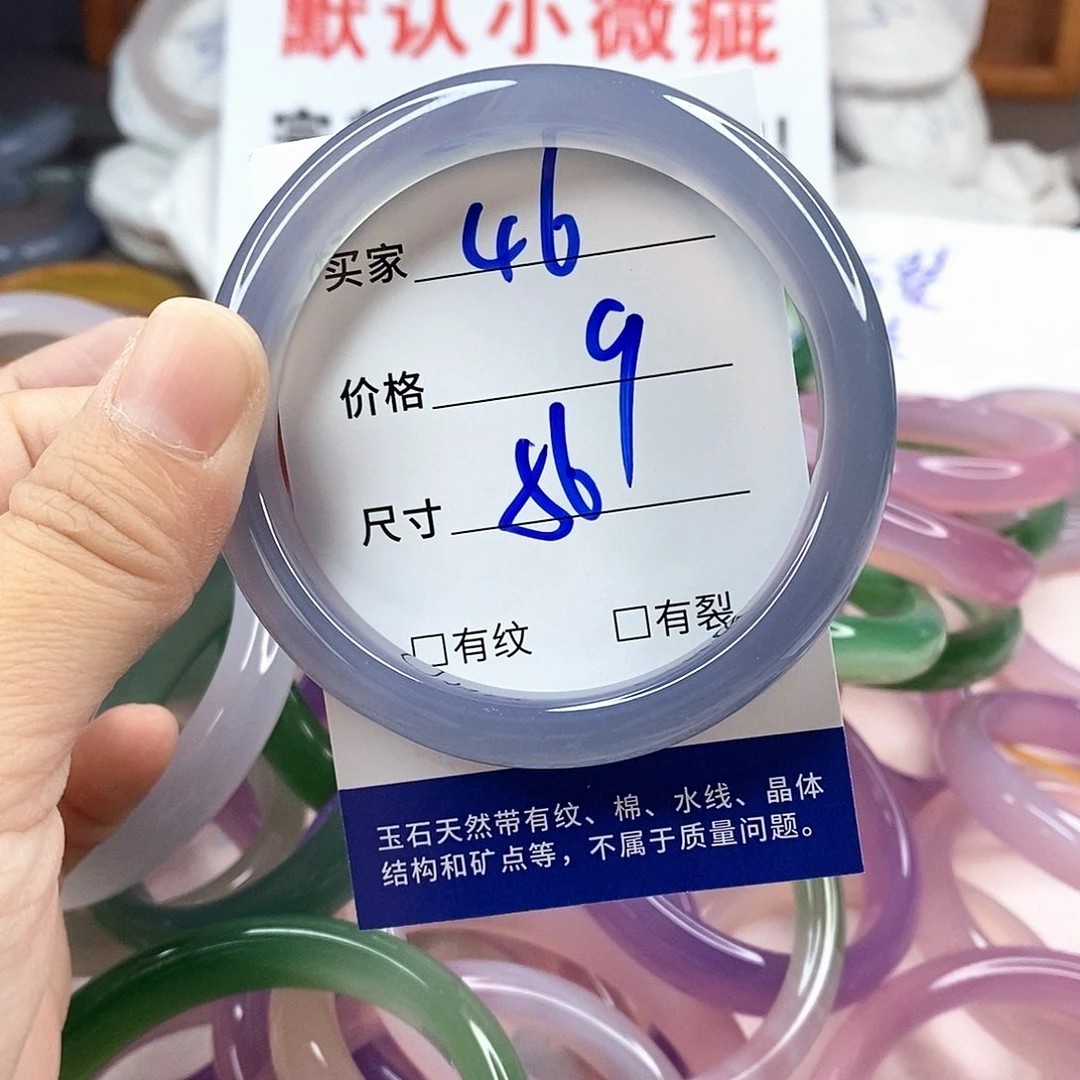 默认小微疵
买家 46
价格 9
尺寸 56
□有纹 □有裂
玉石天然带有纹、棉、水线、晶体
结构和矿点等，不属于质量问题。